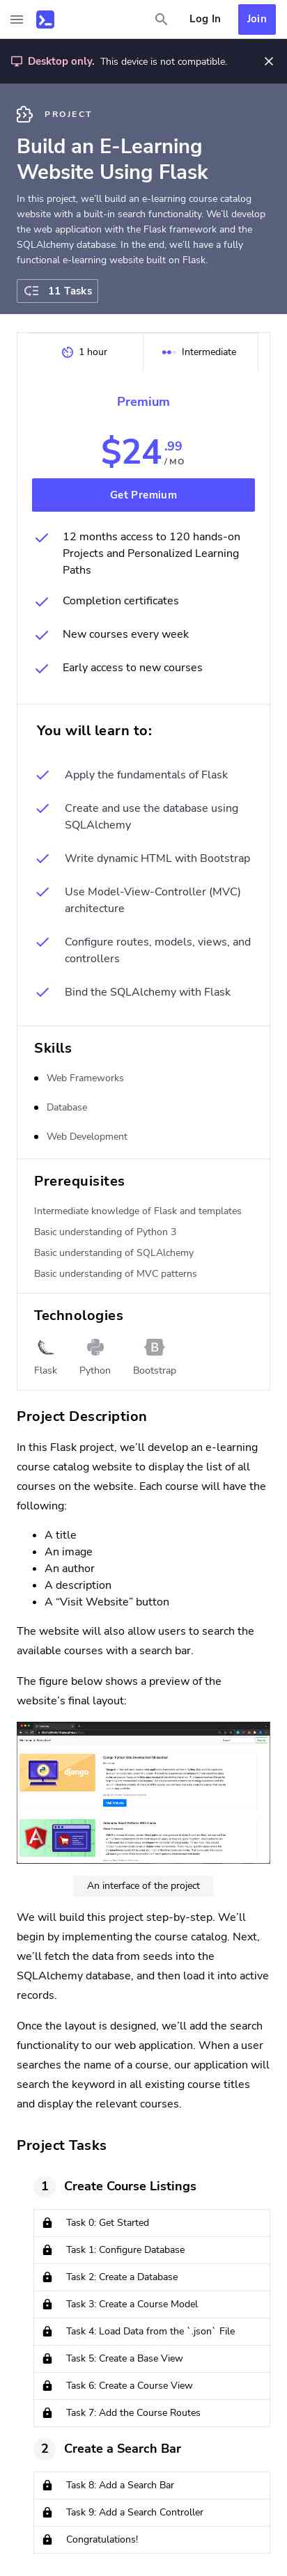 Log In
Join
Desktop only. This device is not compatible.
PROJECT
Build an E-Learning
Website Using Flask
In this project, we'll build an e-learning course catalog
website with a built-in search functionality. We'll develop
the web application with the Flask framework and the
SQLAlchemy database. In the end, we'll have a fully
functional e-learning website built on Flask.
11 Tasks
1 hour
Intermediate
Premium
$24.99
/ MO
Get Premium
12 months access to 120 hands-on
Projects and Personalized Learning
Paths
Completion certificates
New courses every week
Early access to new courses
You will learn to:
Apply the fundamentals of Flask
Create and use the database using
SQLAlchemy
Write dynamic HTML with Bootstrap
Use Model-View-Controller (MVC)
architecture
Configure routes, models, views, and
controllers
Bind the SQLAlchemy with Flask
Skills
Web Frameworks
Database
Web Development
Prerequisites
Intermediate knowledge of Flask and templates
Basic understanding of Python 3
Basic understanding of SQLAlchemy
Basic understanding of MVC patterns
Technologies
B
Flask
Python
Bootstrap
Project Description
In this Flask project, we'll develop an e-learning
course catalog website to display the list of all
courses on the website. Each course will have the
following:
• A title
• An image
• An author
• A description
• A “Visit Website” button
The website will also allow users to search the
available courses with a search bar.
The figure below shows a preview of the
website's final layout:
django
An interface of the project
We will build this project step-by-step. We'll
begin by implementing the course catalog. Next,
we'll fetch the data from seeds into the
SQLAlchemy database, and then load it into active
records.
Once the layout is designed, we'll add the search
functionality to our web application. When a user
searches the name of a course, our application will
search the keyword in all existing course titles
and display the relevant courses.
Project Tasks
1 Create Course Listings
Task 0: Get Started
Task 1: Configure Database
Task 2: Create a Database
Task 3: Create a Course Model
Task 4: Load Data from the `.json` File
Task 5: Create a Base View
Task 6: Create a Course View
Task 7: Add the Course Routes
2 Create a Search Bar
Task 8: Add a Search Bar
Task 9: Add a Search Controller
Congratulations!